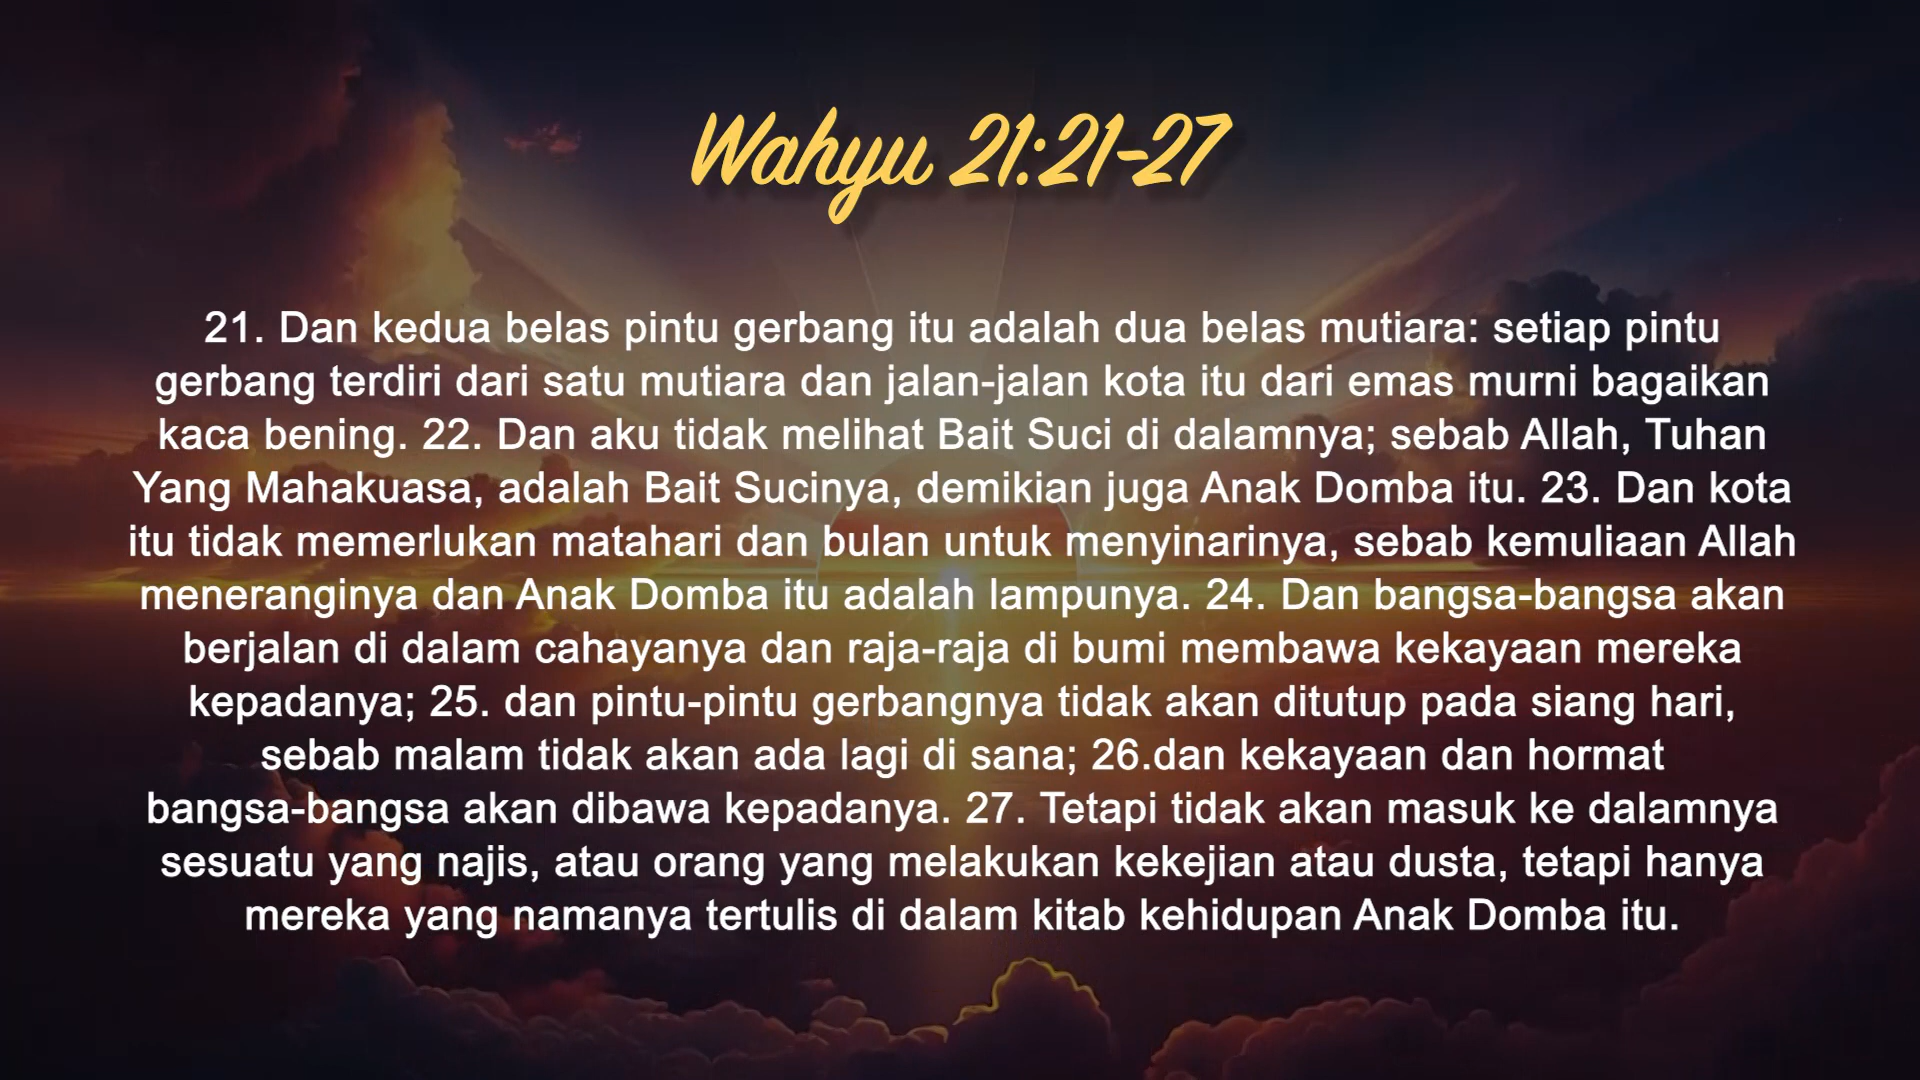 Wahyu 21:21-27
21. Dan kedua belas pintu gerbang itu adalah dua belas mutiara: setiap pintu
gerbang terdiri dari satu mutiara dan jalan-jalan kota itu dari emas murni bagaikan
kaca bening. 22. Dan aku tidak melihat Bait Suci di dalamnya; sebab Allah, Tuhan
Yang Mahakuasa, adalah Bait Sucinya, demikian juga Anak Domba itu. 23. Dan kota
itu tidak memerlukan matahari dan bulan untuk menyinarinya, sebab kemuliaan Allah
meneranginya dan Anak Domba itu adalah lampunya. 24. Dan bangsa-bangsa akan
berjalan di dalam cahayanya dan raja-raja di bumi membawa kekayaan mereka
kepadanya; 25. dan pintu-pintu gerbangnya tidak akan ditutup pada siang hari,
sebab malam tidak akan ada lagi di sana; 26.dan kekayaan dan hormat
bangsa-bangsa akan dibawa kepadanya. 27. Tetapi tidak akan masuk ke dalamnya
sesuatu yang najis, atau orang yang melakukan kekejian atau dusta, tetapi hanya
mereka yang namanya tertulis di dalam kitab kehidupan Anak Domba itu.